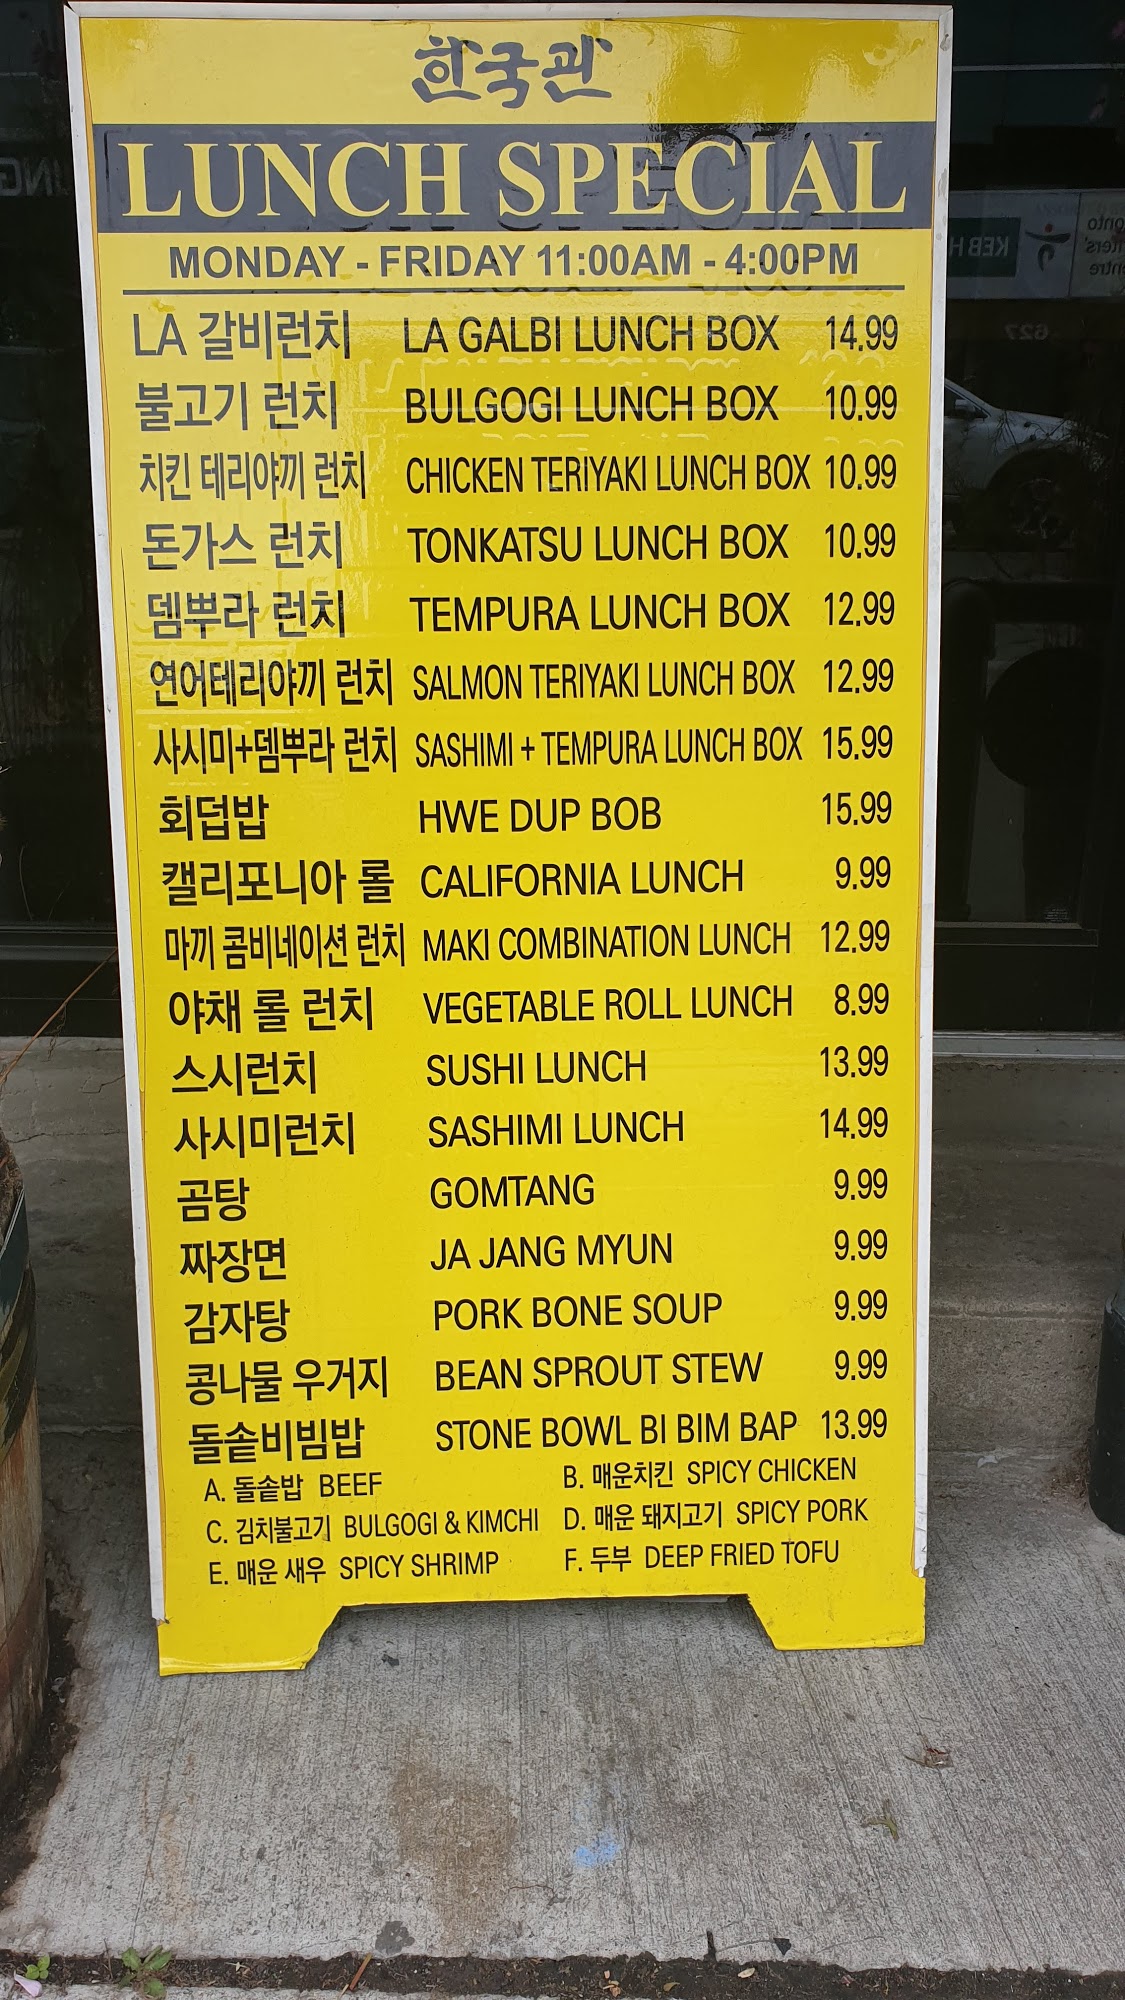 한국관
LUNCH SPECIAL
MONDAY - FRIDAY 11:00AM - 4:00PM
LA 갈비런치 LA GALBI LUNCH BOX 14.99
불고기 런치 BULGOGI LUNCH BOX 10.99
치킨 테리야끼 런치 CHICKEN TERIYAKI LUNCH BOX 10.99
돈가스 런치 TONKATSU LUNCH BOX 10.99
뎀뿌라 런치 TEMPURA LUNCH BOX 12.99
연어테리야끼 런치 SALMON TERIYAKI LUNCH BOX 12.99
사시미+뎀뿌라 런치 SASHIMI + TEMPURA LUNCH BOX 15.99
회덥밥 HWE DUP BOB 15.99
캘리포니아 롤 CALIFORNIA LUNCH 9.99
마끼 콤비네이션 런치 MAKI COMBINATION LUNCH 12.99
야채 롤 런치 VEGETABLE ROLL LUNCH 8.99
스시런치 SUSHI LUNCH 13.99
사시미런치 SASHIMI LUNCH 14.99
곰탕 GOMTANG 9.99
짜장면 JA JANG MYUN 9.99
감자탕 PORK BONE SOUP 9.99
콩나물 우거지 BEAN SPROUT STEW 9.99
돌솥비빔밥 STONE BOWL BI BIM BAP 13.99
A. 돌솥밥 BEEF B. 매운치킨 SPICY CHICKEN
C. 김치불고기 BULGOGI & KIMCHI D. 매운 돼지고기 SPICY PORK
E. 매운 새우 SPICY SHRIMP F. 두부 DEEP FRIED TOFU
KEB H
onto
627